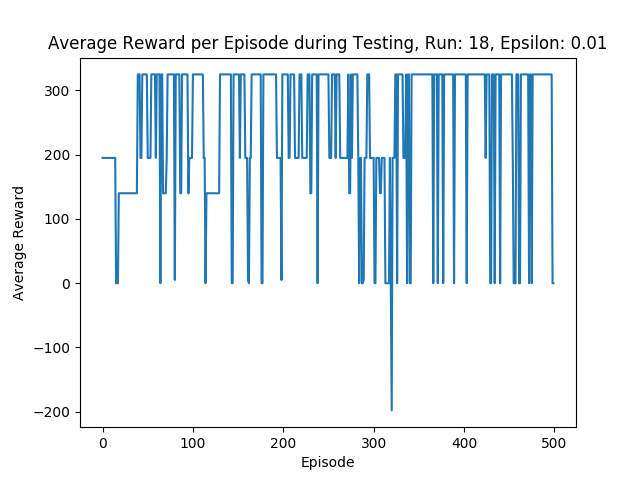 Average Reward per Episode during Testing, Run: 18, Epsilon: 0.01
300
200
100
0
−100
−200
Average Reward
0 100 200 300 400 500
Episode